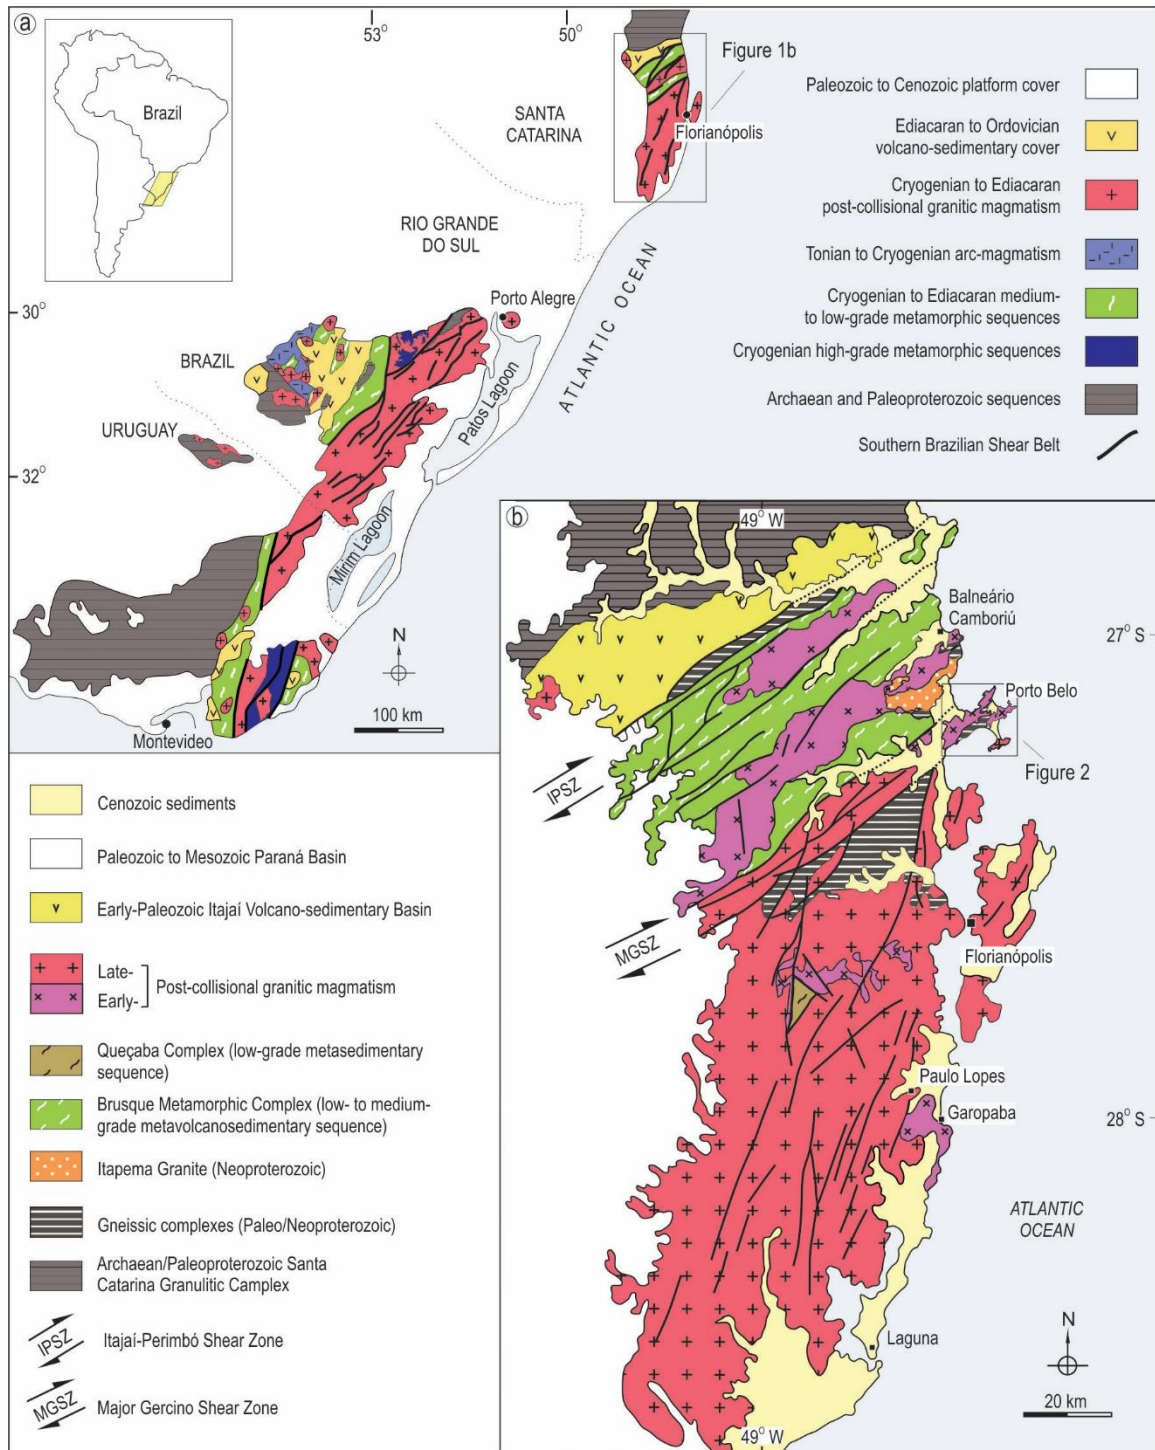 a
53°
50°
Brazil
Figure 1b
SANTA
CATARINA
Florianópolis
RIO GRANDE
DO SUL
ATLANTIC OCEAN
30°
Porto Alegre
BRAZIL
Patos Lagoon
URUGUAY
32°
Mirim Lagoon
N
100 km
Montevideo
Paleozoic to Cenozoic platform cover
Ediacaran to Ordovician
volcano-sedimentary cover
Cryogenian to Ediacaran
post-collisional granitic magmatism
Tonian to Cryogenian arc-magmatism
Cryogenian to Ediacaran medium-
to low-grade metamorphic sequences
Cryogenian high-grade metamorphic sequences
Archaean and Paleoproterozoic sequences
Southern Brazilian Shear Belt
b
49° W
Balneário
Camboriú
27° S
Porto Belo
Figure 2
IPSZ
MGSZ
Florianópolis
Paulo Lopes
Garopaba
28° S
ATLANTIC
OCEAN
N
Laguna
20 km
49° W
Cenozoic sediments
Paleozoic to Mesozoic Paraná Basin
Early-Paleozoic Itajaí Volcano-sedimentary Basin
Late-
Early-
Post-collisional granitic magmatism
Queçaba Complex (low-grade metasedimentary
sequence)
Brusque Metamorphic Complex (low- to medium-
grade metavolcanosedimentary sequence)
Itapema Granite (Neoproterozoic)
Gneissic complexes (Paleo/Neoproterozoic)
Archaean/Paleoproterozoic Santa
Catarina Granulitic Camplex
IPSZ
Itajaí-Perimbó Shear Zone
MGSZ
Major Gercino Shear Zone